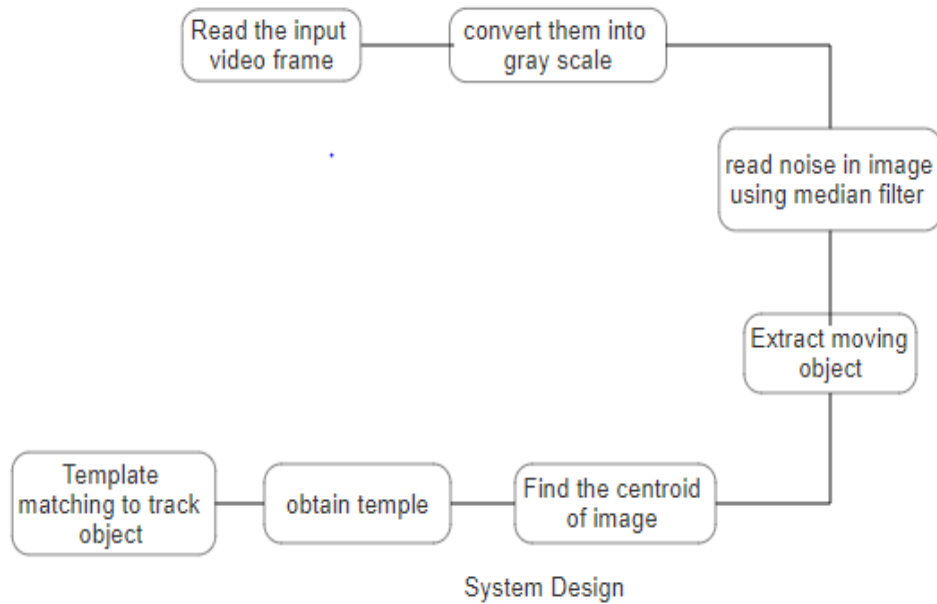 Read the input
video frame
convert them into
gray scale
read noise in image
using median filter
Extract moving
object
Find the centroid
of image
obtain temple
Template
matching to track
object
System Design